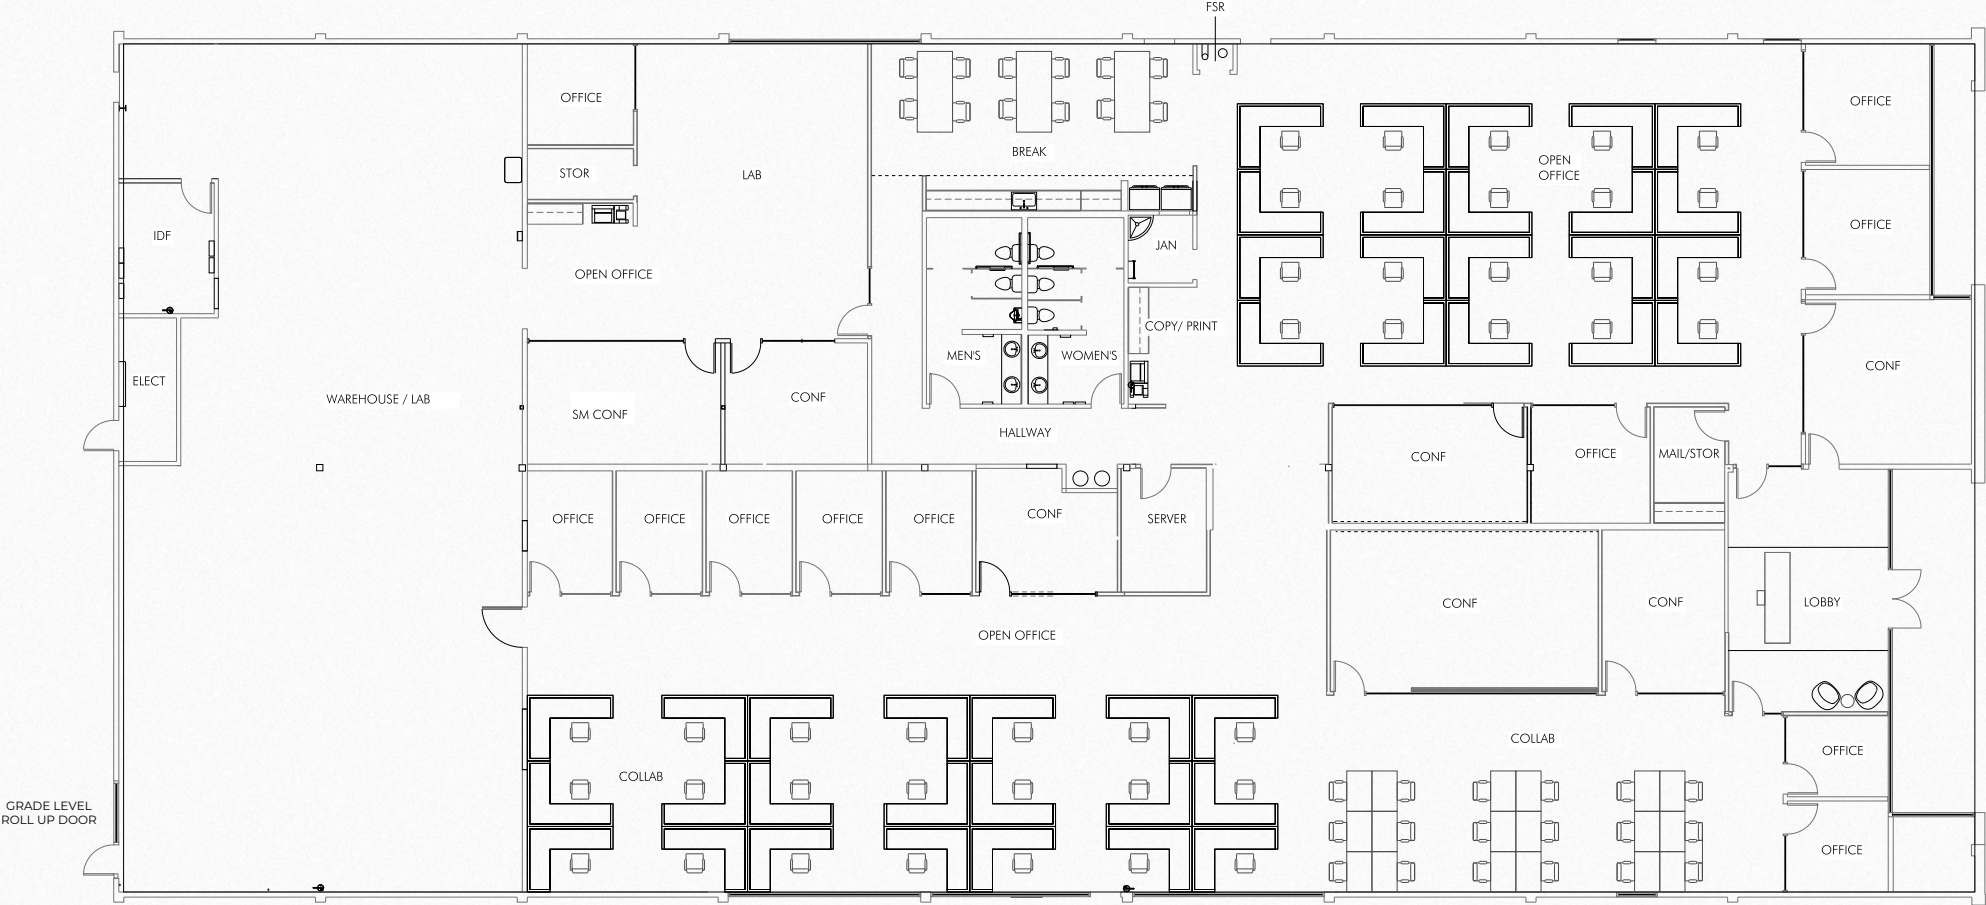 FSR
OFFICE
OFFICE
BREAK
OPEN
OFFICE
STOR
LAB
OFFICE
IDF
JAN
OPEN OFFICE
COPY/ PRINT
MEN'S
WOMEN'S
CONF
ELECT
WAREHOUSE / LAB
CONF
SM CONF
HALLWAY
CONF
OFFICE
MAIL/STOR
OFFICE
OFFICE
OFFICE
OFFICE
OFFICE
CONF
SERVER
CONF
CONF
LOBBY
OPEN OFFICE
COLLAB
OFFICE
COLLAB
GRADE LEVEL
ROLL UP DOOR
OFFICE